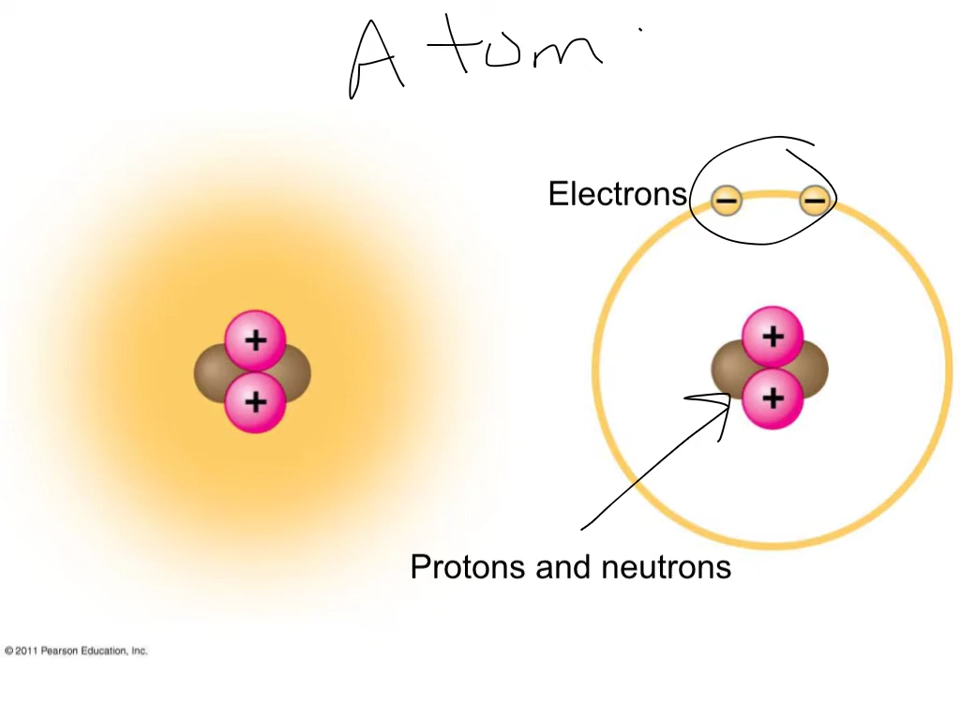 Atom
Electrons
− −
+ +
+ +
Protons and neutrons
© 2011 Pearson Education, Inc.